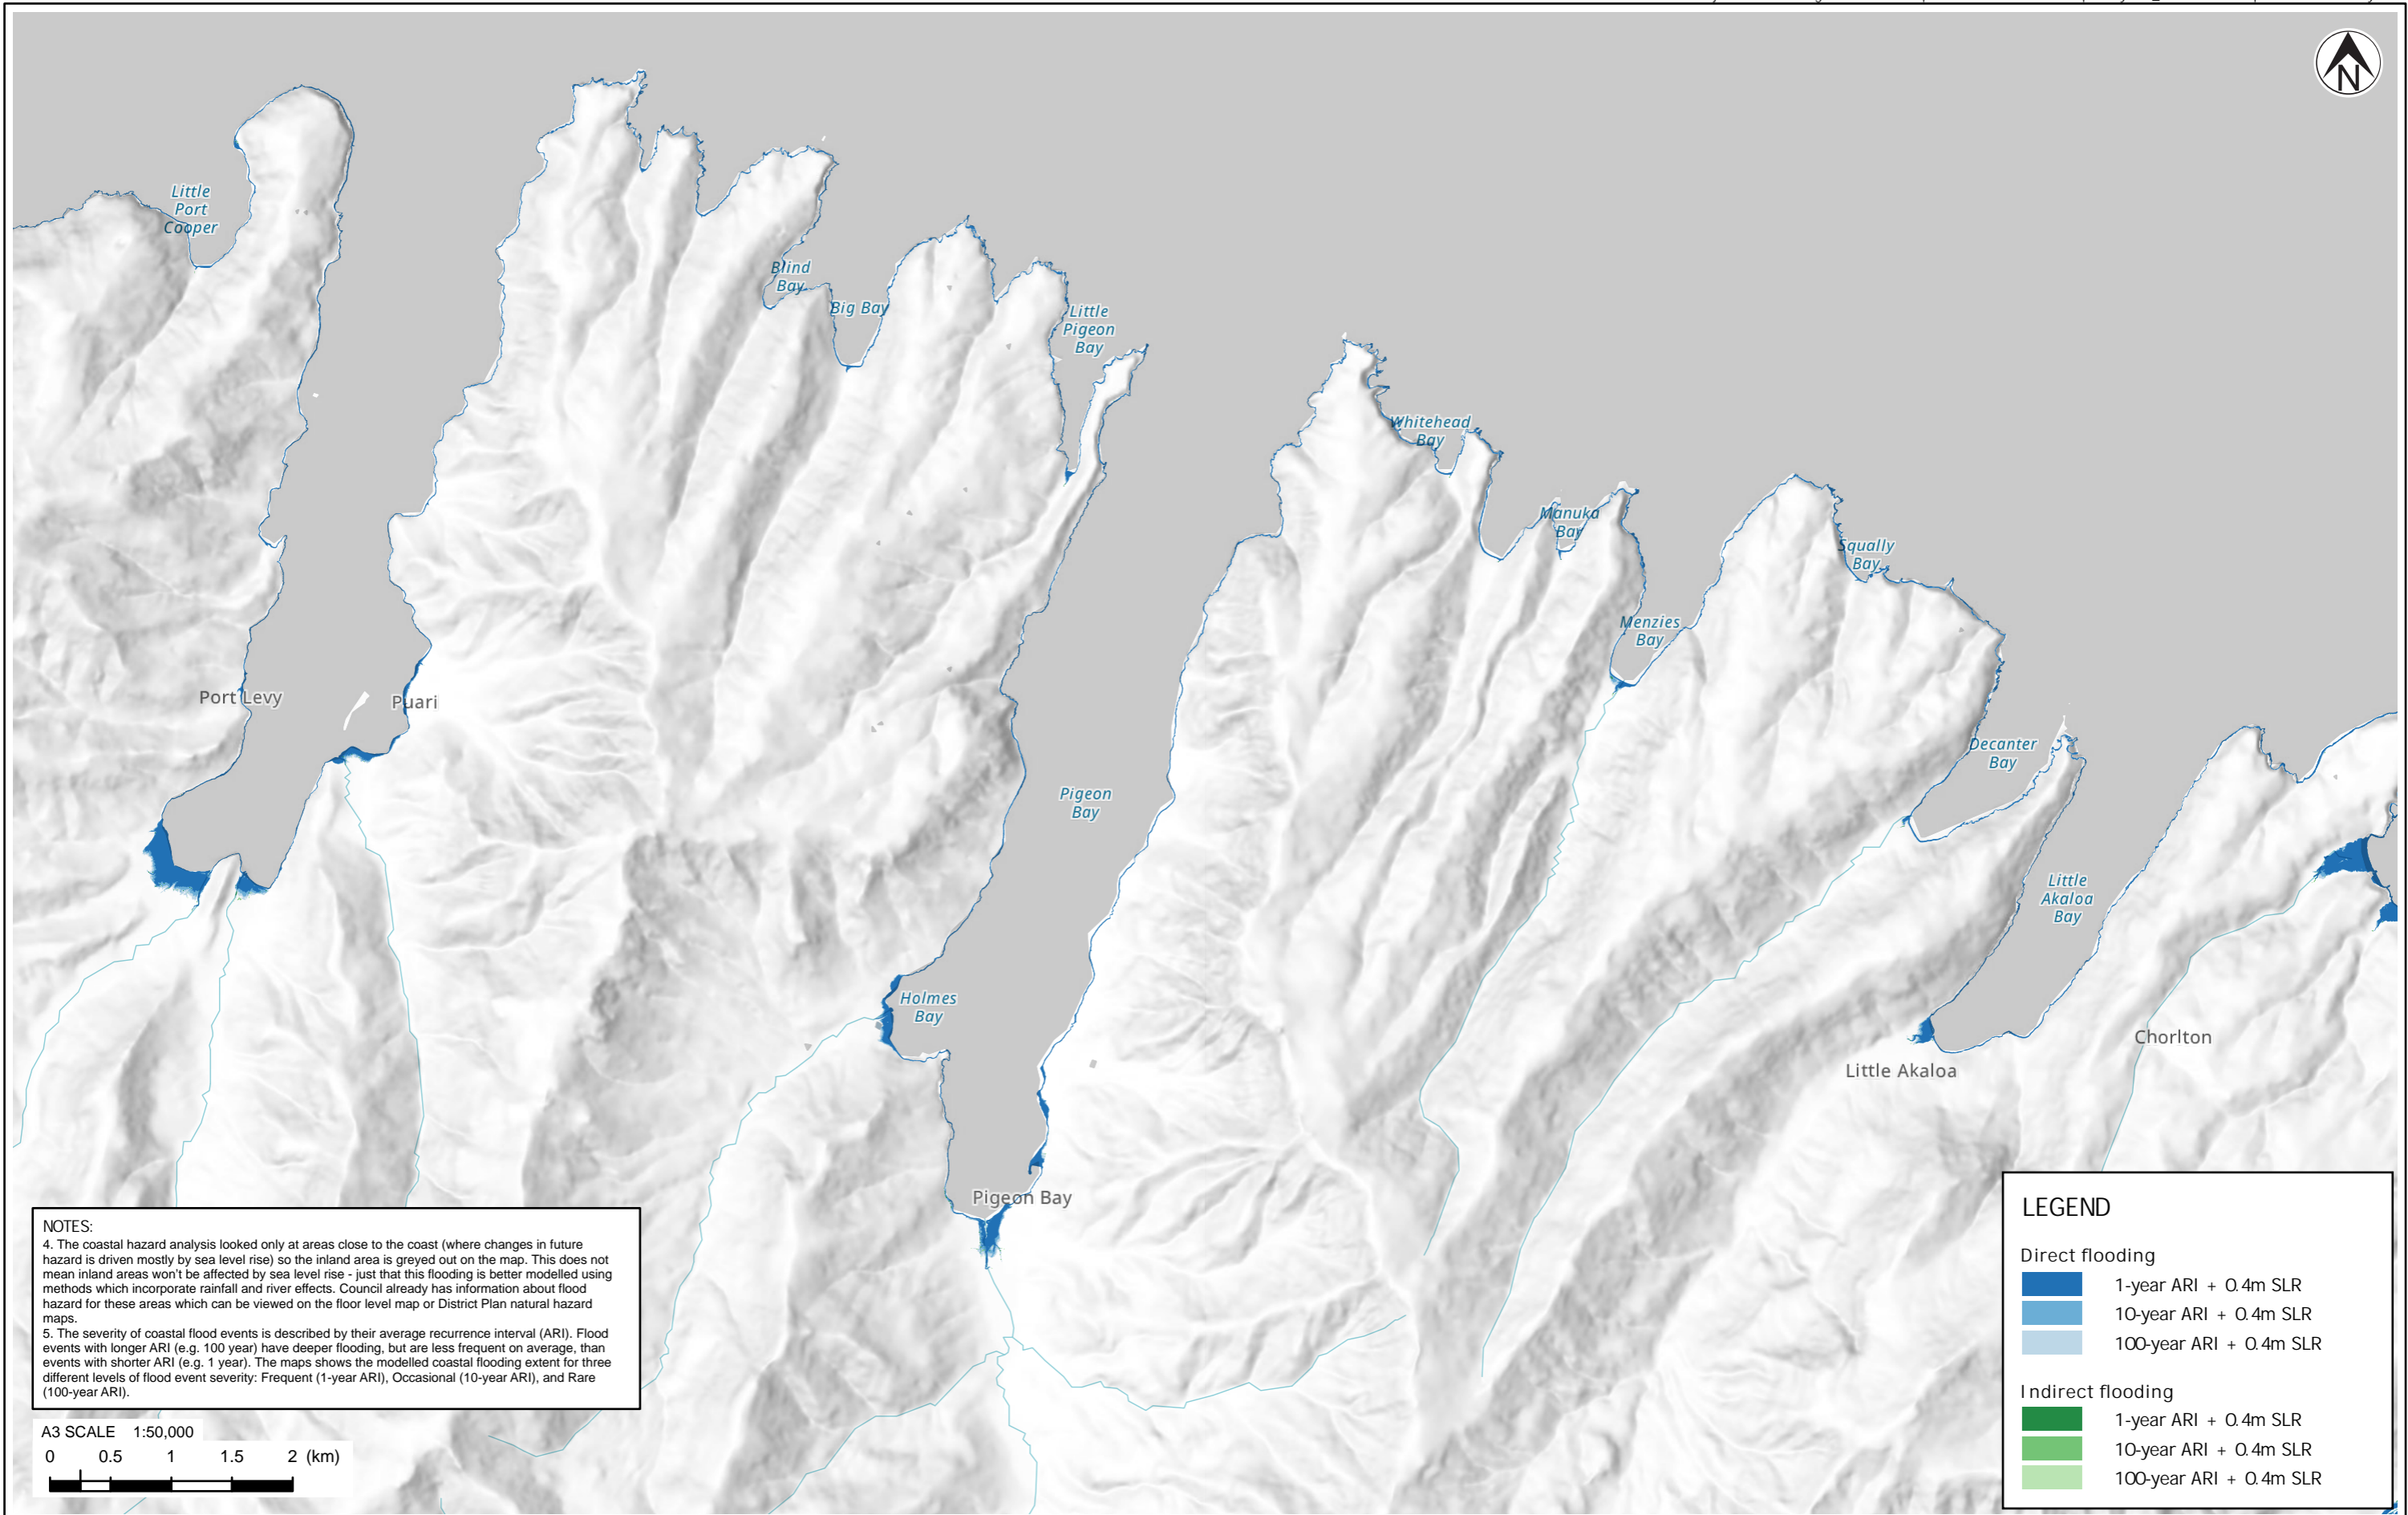 N
Little
Port
Cooper
Blind
Bay
Big Bay
Little
Pigeon
Bay
Whitehead
Bay
Manuka
Bay
Squally
Bay
Menzies
Bay
Port Levy
Puari
Decanter
Bay
Pigeon
Bay
Little
Akaloa
Bay
Holmes
Bay
Chorlton
Little Akaloa
Pigeon Bay
NOTES:
4. The coastal hazard analysis looked only at areas close to the coast (where changes in future
hazard is driven mostly by sea level rise) so the inland area is greyed out on the map. This does not
mean inland areas won't be affected by sea level rise - just that this flooding is better modelled using
methods which incorporate rainfall and river effects. Council already has information about flood
hazard for these areas which can be viewed on the floor level map or District Plan natural hazard
maps.
5. The severity of coastal flood events is described by their average recurrence interval (ARI). Flood
events with longer ARI (e.g. 100 year) have deeper flooding, but are less frequent on average, than
events with shorter ARI (e.g. 1 year). The maps shows the modelled coastal flooding extent for three
different levels of flood event severity: Frequent (1-year ARI), Occasional (10-year ARI), and Rare
(100-year ARI).
A3 SCALE 1:50,000
0 0.5 1 1.5 2 (km)
LEGEND
Direct flooding
1-year ARI + 0.4m SLR
10-year ARI + 0.4m SLR
100-year ARI + 0.4m SLR
Indirect flooding
1-year ARI + 0.4m SLR
10-year ARI + 0.4m SLR
100-year ARI + 0.4m SLR